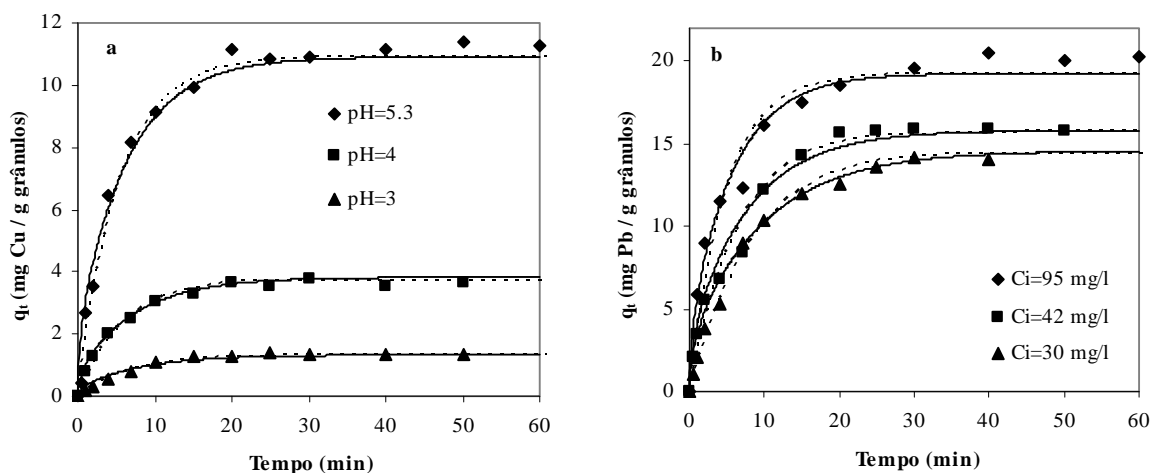 a
12
10
8
6
4
2
0
qt (mg Cu / g grânulos)
pH=5.3
pH=4
pH=3
0 10 20 30 40 50 60
Tempo (min)
b
20
15
10
5
0
qt (mg Pb / g grânulos)
Ci=95 mg/l
Ci=42 mg/l
Ci=30 mg/l
0 10 20 30 40 50 60
Tempo (min)